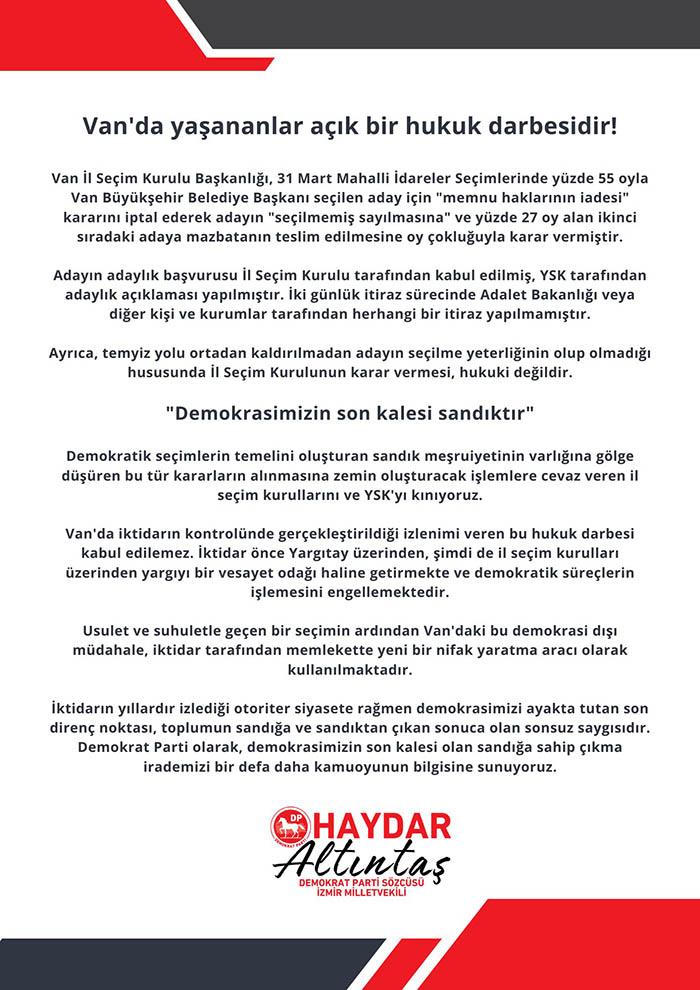 Van'da yaşananlar açık bir hukuk darbesidir!
Van İl Seçim Kurulu Başkanlığı, 31 Mart Mahalli İdareler Seçimlerinde yüzde 55 oyla
Van Büyükşehir Belediye Başkanı seçilen aday için "memnu haklarının iadesi"
kararını iptal ederek adayın "seçilmemiş sayılmasına" ve yüzde 27 oy alan ikinci
sıradaki adaya mazbatanın teslim edilmesine oy çokluğuyla karar vermiştir.
Adayın adaylık başvurusu İl Seçim Kurulu tarafından kabul edilmiş, YSK tarafından
adaylık açıklaması yapılmıştır. İki günlük itiraz sürecinde Adalet Bakanlığı veya
diğer kişi ve kurumlar tarafından herhangi bir itiraz yapılmamıştır.
Ayrıca, temyiz yolu ortadan kaldırılmadan adayın seçilme yeterliğinin olup olmadığı
hususunda İl Seçim Kurulunun karar vermesi, hukuki değildir.
"Demokrasimizin son kalesi sandıktır"
Demokratik seçimlerin temelini oluşturan sandık meşruiyetinin varlığına gölge
düşüren bu tür kararların alınmasına zemin oluşturacak işlemlere cevaz veren il
seçim kurullarını ve YSK'yı kınıyoruz.
Van'da iktidarın kontrolünde gerçekleştirildiği izlenimi veren bu hukuk darbesi
kabul edilemez. İktidar önce Yargıtay üzerinden, şimdi de il seçim kurulları
üzerinden yargıyı bir vesayet odağı haline getirmekte ve demokratik süreçlerin
işlemesini engellemektedir.
Usulet ve suhuletle geçen bir seçimin ardından Van'daki bu demokrasi dışı
müdahale, iktidar tarafından memlekette yeni bir nifak yaratma aracı olarak
kullanılmaktadır.
İktidarın yıllardır izlediği otoriter siyasete rağmen demokrasimizi ayakta tutan son
direnç noktası, toplumun sandığa ve sandıktan çıkan sonuca olan sonsuz saygısıdır.
Demokrat Parti olarak, demokrasimizin son kalesi olan sandığa sahip çıkma
irademizi bir defa daha kamuoyunun bilgisine sunuyoruz.
DP
DEMOKRAT PARTİ
HAYDAR
Altıntaş
DEMOKRAT PARTİ SÖZCÜSÜ
İZMİR MİLLETVEKİLİ